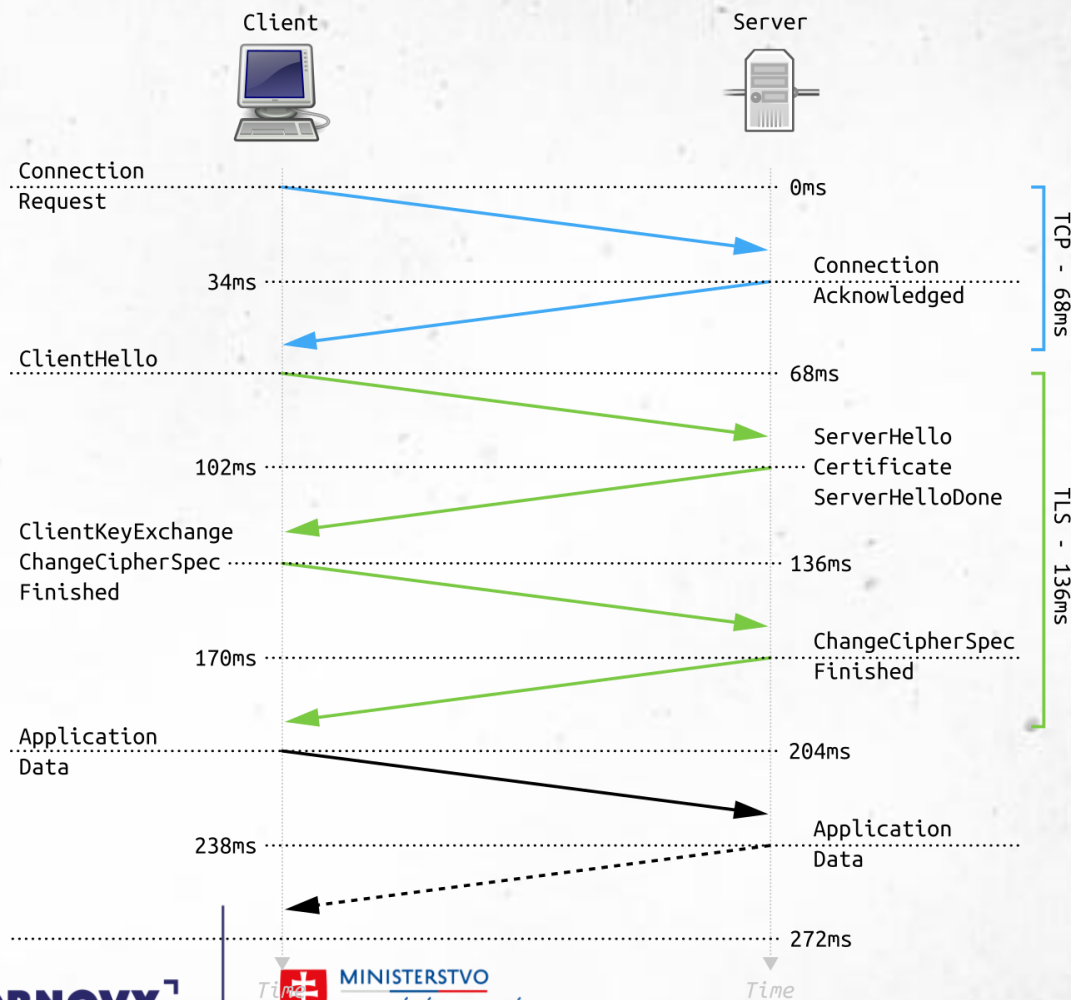 Client
Server
Connection
Request
0ms
TCP - 68ms
Connection
Acknowledged
34ms
ClientHello
68ms
ServerHello
Certificate
ServerHelloDone
102ms
TLS - 136ms
ClientKeyExchange
ChangeCipherSpec
Finished
136ms
ChangeCipherSpec
Finished
170ms
Application
Data
204ms
Application
Data
238ms
272ms
MINISTERSVO
Time
Time